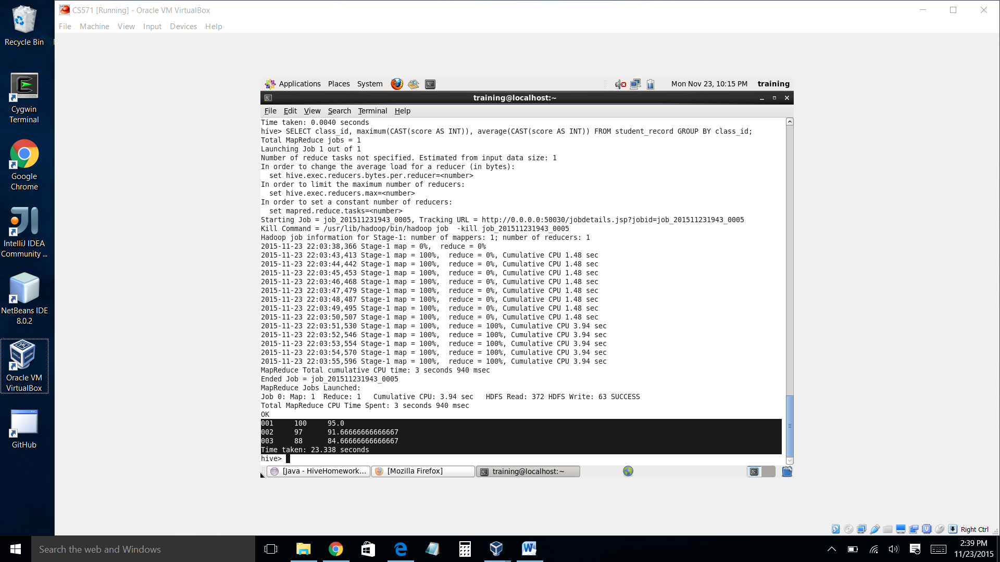 CS571 [Running] - Oracle VM VirtualBox
File Machine View Input Devices Help
Recycle Bin
Cygwin
Terminal
Google
Chrome
IntelliJ IDEA
Community ...
NetBeans IDE
8.0.2
Oracle VM
VirtualBox
GitHub
Applications Places System Mon Nov 23, 10:15 PM training
training@localhost:~
File Edit View Search Terminal Help
Time taken: 0.0040 seconds
hive> SELECT class_id, maximum(CAST(score AS INT)), average(CAST(score AS INT)) FROM student_record GROUP BY class_id;
Total MapReduce jobs = 1
Launching Job 1 out of 1
Number of reduce tasks not specified. Estimated from input data size: 1
In order to change the average load for a reducer (in bytes):
  set hive.exec.reducers.bytes.per.reducer=<number>
In order to limit the maximum number of reducers:
  set hive.exec.reducers.max=<number>
In order to set a constant number of reducers:
  set mapred.reduce.tasks=<number>
Starting Job = job_201511231943_0005, Tracking URL = http://0.0.0.0:50030/jobdetails.jsp?jobid=job_201511231943_0005
Kill Command = /usr/lib/hadoop/bin/hadoop job  -kill job_201511231943_0005
Hadoop job information for Stage-1: number of mappers: 1; number of reducers: 1
2015-11-23 22:03:38,366 Stage-1 map = 0%,  reduce = 0%
2015-11-23 22:03:43,413 Stage-1 map = 100%,  reduce = 0%, Cumulative CPU 1.48 sec
2015-11-23 22:03:44,442 Stage-1 map = 100%,  reduce = 0%, Cumulative CPU 1.48 sec
2015-11-23 22:03:45,453 Stage-1 map = 100%,  reduce = 0%, Cumulative CPU 1.48 sec
2015-11-23 22:03:46,468 Stage-1 map = 100%,  reduce = 0%, Cumulative CPU 1.48 sec
2015-11-23 22:03:47,479 Stage-1 map = 100%,  reduce = 0%, Cumulative CPU 1.48 sec
2015-11-23 22:03:48,487 Stage-1 map = 100%,  reduce = 0%, Cumulative CPU 1.48 sec
2015-11-23 22:03:49,495 Stage-1 map = 100%,  reduce = 0%, Cumulative CPU 1.48 sec
2015-11-23 22:03:50,507 Stage-1 map = 100%,  reduce = 0%, Cumulative CPU 1.48 sec
2015-11-23 22:03:51,530 Stage-1 map = 100%,  reduce = 100%, Cumulative CPU 3.94 sec
2015-11-23 22:03:52,546 Stage-1 map = 100%,  reduce = 100%, Cumulative CPU 3.94 sec
2015-11-23 22:03:53,554 Stage-1 map = 100%,  reduce = 100%, Cumulative CPU 3.94 sec
2015-11-23 22:03:54,570 Stage-1 map = 100%,  reduce = 100%, Cumulative CPU 3.94 sec
2015-11-23 22:03:55,596 Stage-1 map = 100%,  reduce = 100%, Cumulative CPU 3.94 sec
MapReduce Total cumulative CPU time: 3 seconds 940 msec
Ended Job = job_201511231943_0005
MapReduce Jobs Launched:
Job 0: Map: 1  Reduce: 1   Cumulative CPU: 3.94 sec   HDFS Read: 372 HDFS Write: 63 SUCCESS
Total MapReduce CPU Time Spent: 3 seconds 940 msec
OK
001     100     95.0
002     97      91.66666666666667
003     88      84.66666666666667
Time taken: 23.338 seconds
hive>
[Java - HiveHomework... [Mozilla Firefox] training@localhost:~
Right Ctrl
Search the web and Windows
2:39 PM
11/23/2015